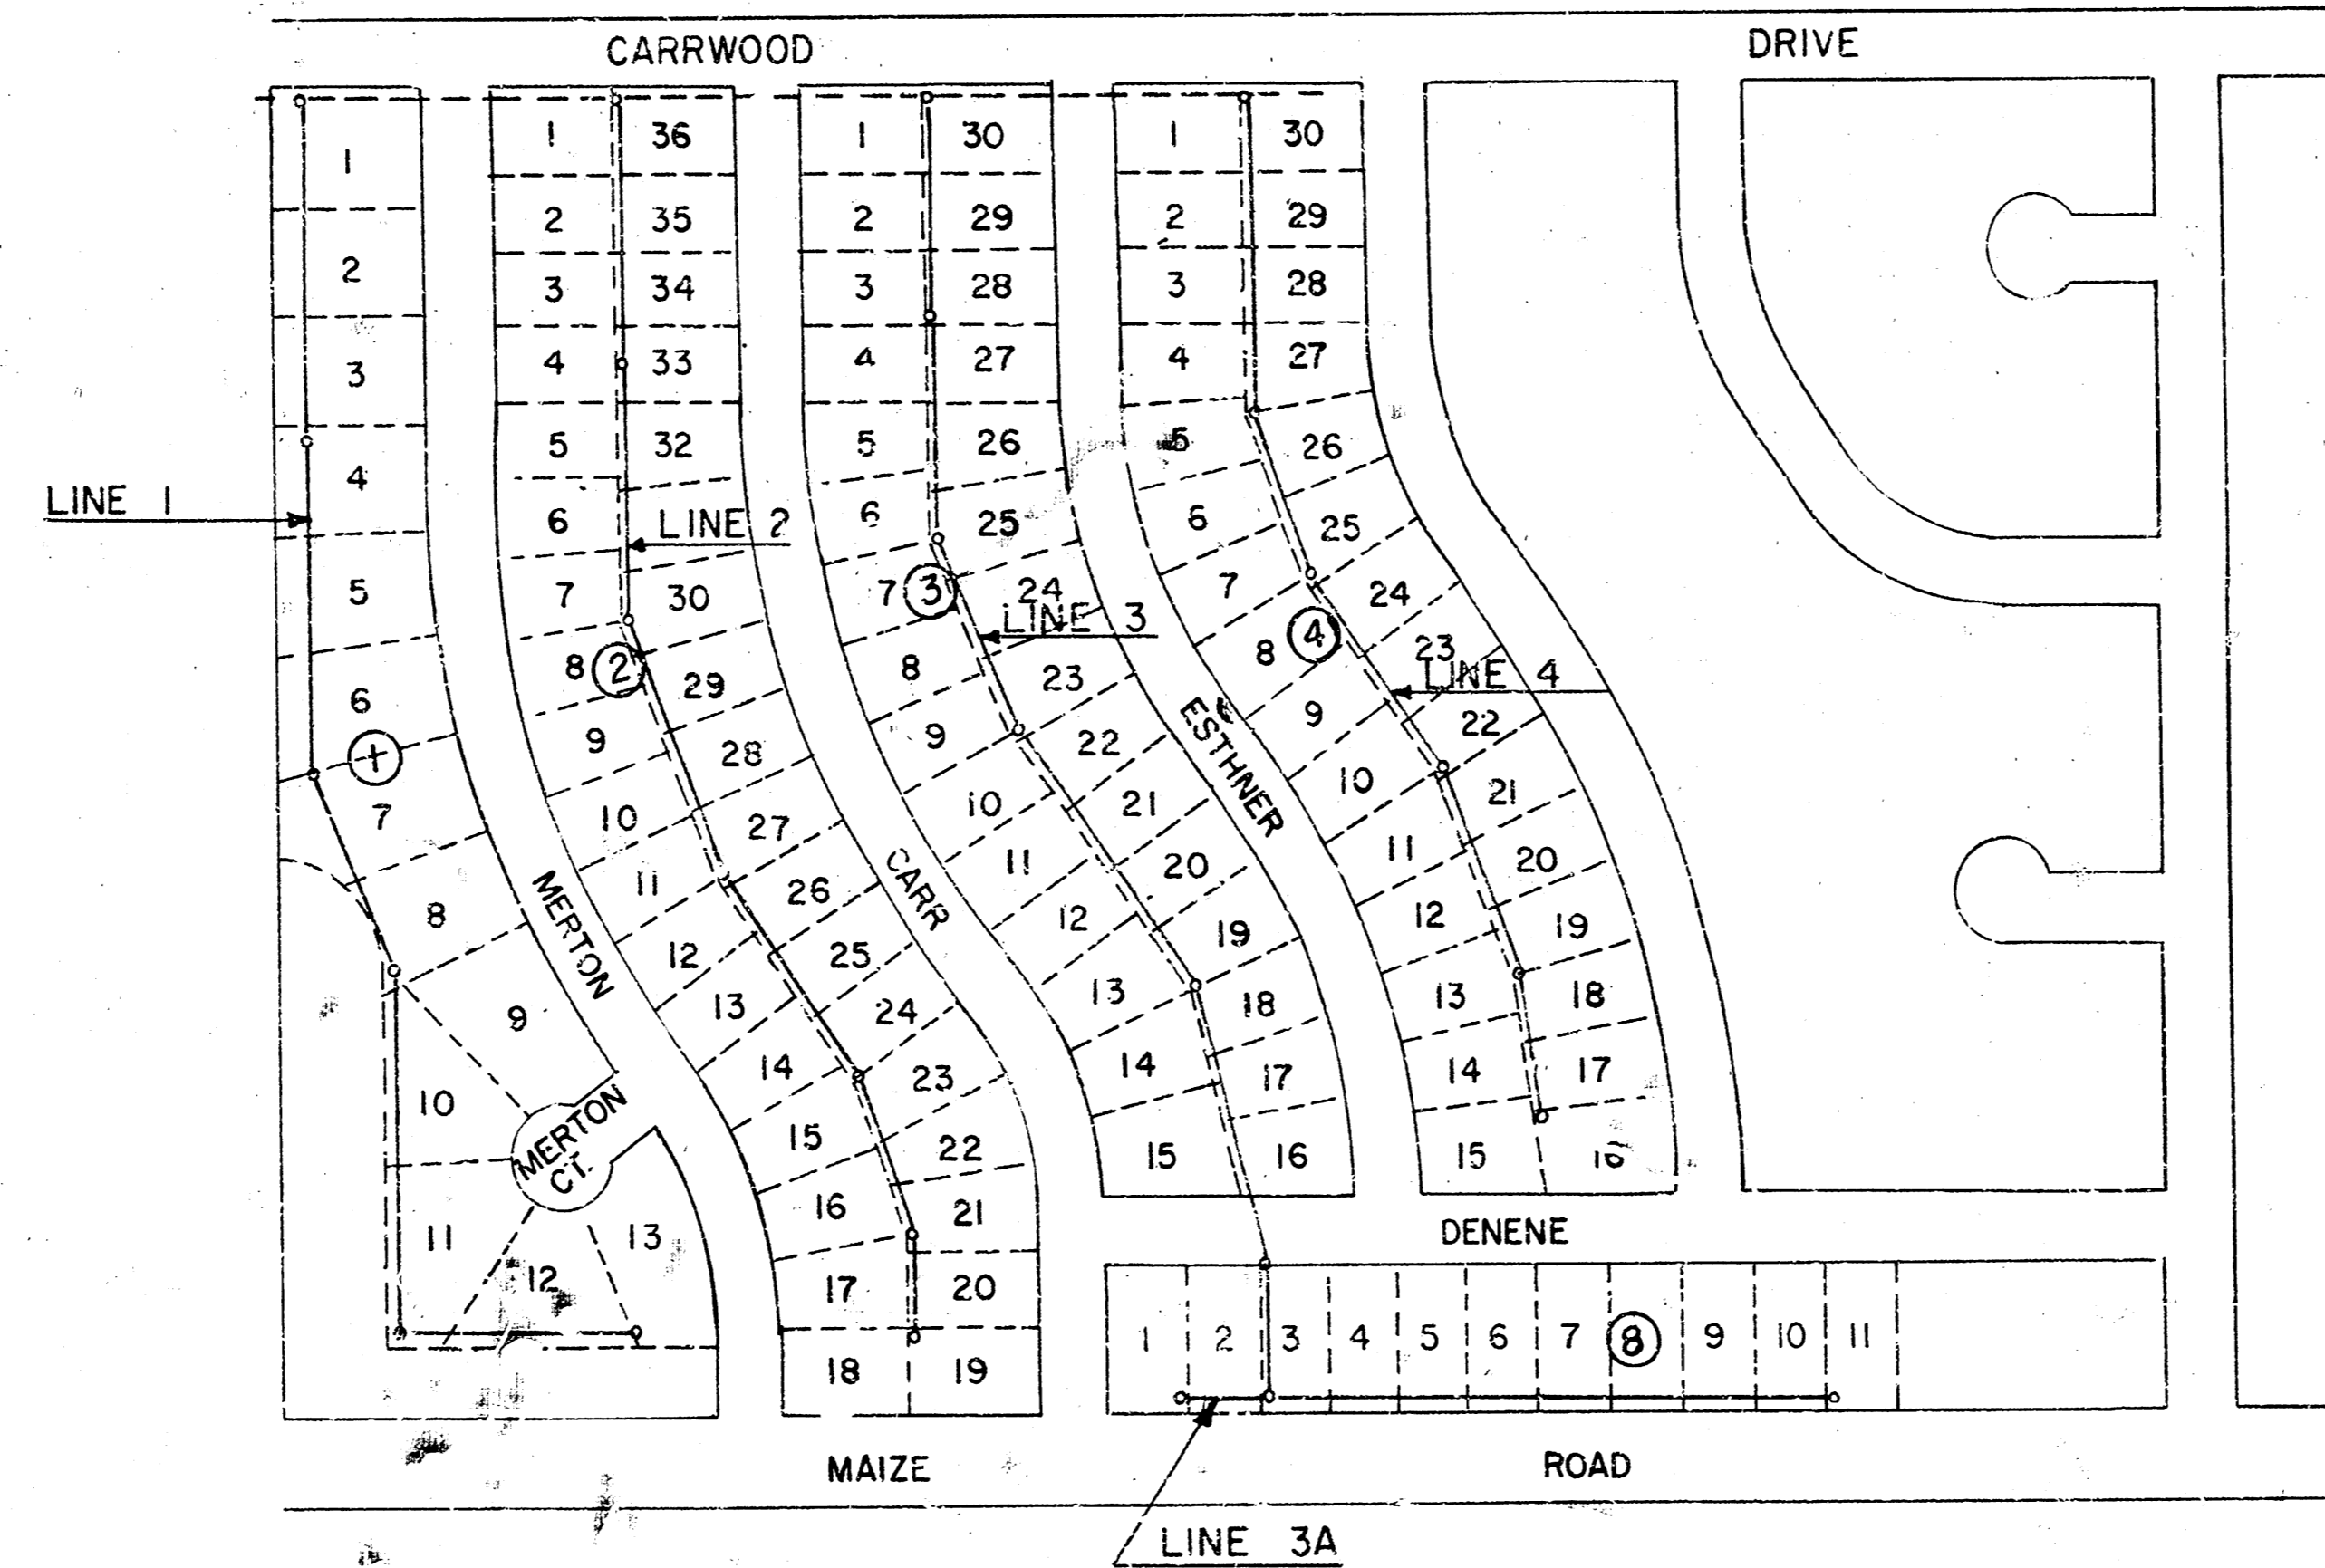 CARRWOOD DRIVE
1 1 36 1 30 1 30
2 2 35 2 29 2 29
3 3 34 3 28 3 28
4 4 33 4 27 4 27
5 5 32 5 26 5 26
LINE 1
6 6 25 6 25
LINE 2
7 30 7 3 24 7 24
LINE 3
6 8 2 29 8 23 8 4 23
LINE 4
1
7
9 28 9 22 9 22
10 27 10 21 10 21
8
11 26 11 20 11 20
12 25 12 19 12 19
9
13 24 13 18 13 18
10
14 23 14 17 14 17
15 22 15 16 15
11 12 13
16 21
17 20
18 19
MERTON
CARR
ESTHNER
MERTON
CT.
DENENE
1 2 3 4 5 6 7 8 9 10 11
MAIZE ROAD
LINE 3A